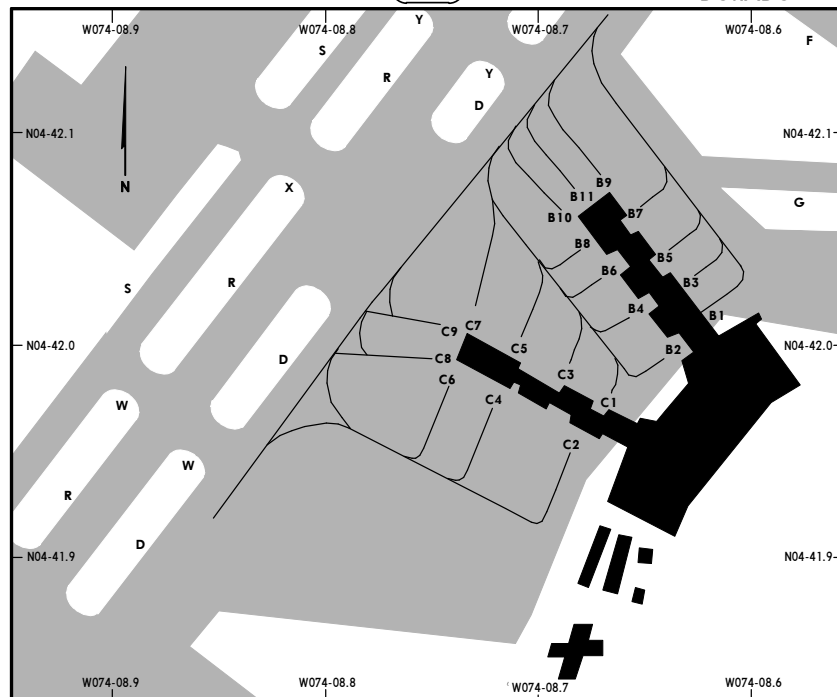 W074-08.9 W074-08.8 W074-08.7 W074-08.6
Y
S
F
R
Y
D
N04-42.1 N04-42.1
N
B9
X
B11
G
B10 B7
B8
B5
B6
R
B3
S
B4
B1
C7
C9
N04-42.0 N04-42.0
C5 B2
C8
D
C3
C6
C4 C1
W
C2
W
R
D
N04-41.9 N04-41.9
W074-08.9 W074-08.8 W074-08.7 W074-08.6